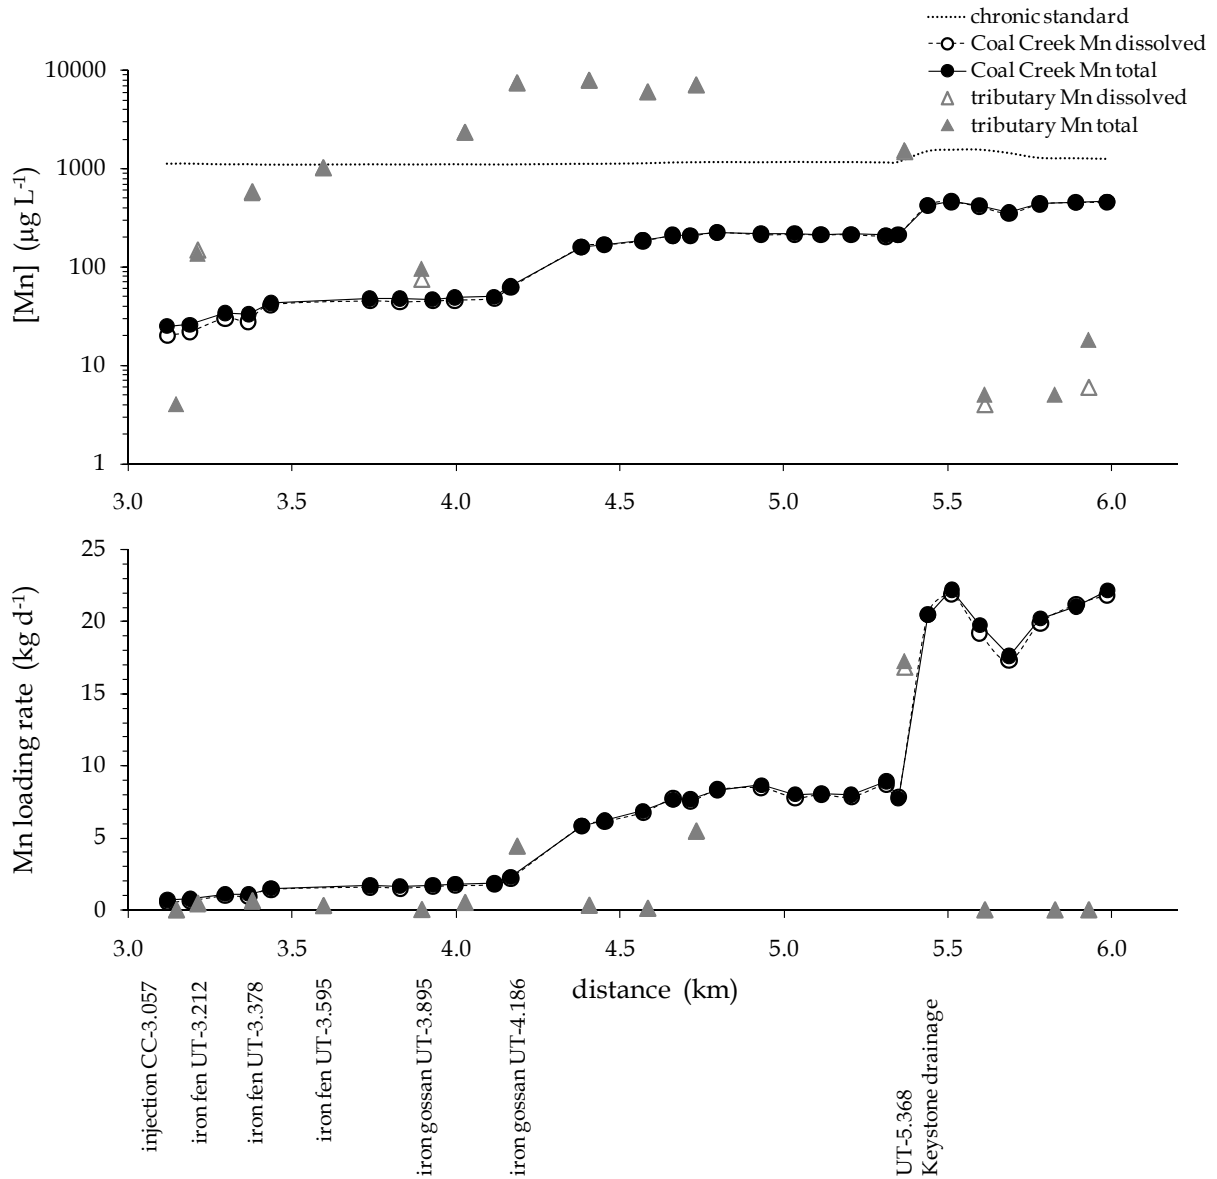 chronic standard
Coal Creek Mn dissolved
Coal Creek Mn total
tributary Mn dissolved
tributary Mn total
[Mn] (µg L-1)
10000
1000
100
10
1
3.0 3.5 4.0 4.5 5.0 5.5 6.0
Mn loading rate (kg d-1)
25
20
15
10
5
0
3.0 3.5 4.0 4.5 5.0 5.5 6.0
distance (km)
injection CC-3.057
iron fen UT-3.212
iron fen UT-3.378
iron fen UT-3.595
iron gossan UT-3.895
iron gossan UT-4.186
UT-5.368
Keystone drainage